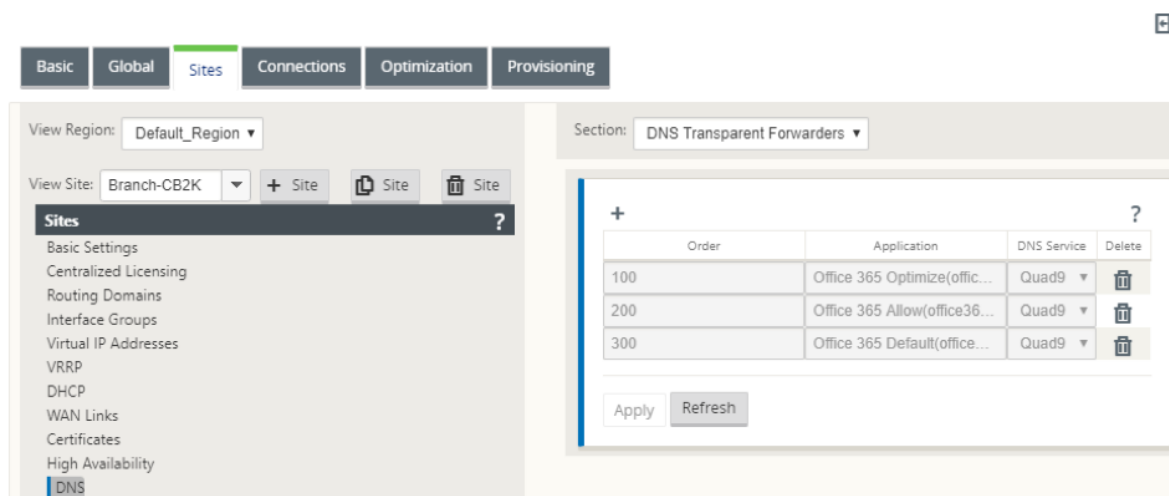 Basic Global Sites Connections Optimization Provisioning
View Region: Default_Region
Section: DNS Transparent Forwarders
View Site: Branch-CB2K + Site Site Site
Sites ?
Basic Settings
Centralized Licensing
Routing Domains
Interface Groups
Virtual IP Addresses
VRRP
DHCP
WAN Links
Certificates
High Availability
DNS
+ ?
Order Application DNS Service Delete
100 Office 365 Optimize(offic... Quad9
200 Office 365 Allow(office36... Quad9
300 Office 365 Default(office... Quad9
Apply Refresh